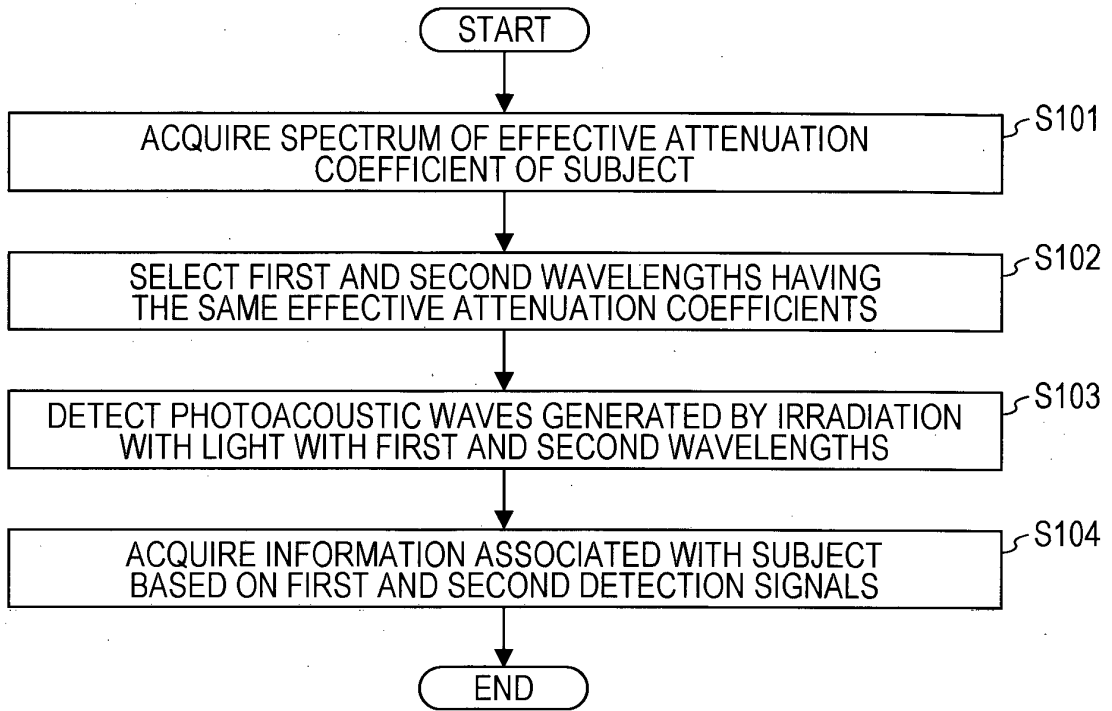 START
ACQUIRE SPECTRUM OF EFFECTIVE ATTENUATION
COEFFICIENT OF SUBJECT
S101
SELECT FIRST AND SECOND WAVELENGTHS HAVING
THE SAME EFFECTIVE ATTENUATION COEFFICIENTS
S102
DETECT PHOTOACOUSTIC WAVES GENERATED BY IRRADIATION
WITH LIGHT WITH FIRST AND SECOND WAVELENGTHS
S103
ACQUIRE INFORMATION ASSOCIATED WITH SUBJECT
BASED ON FIRST AND SECOND DETECTION SIGNALS
S104
END